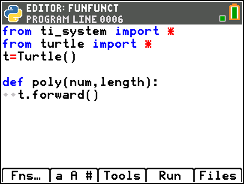 EDITOR: FUNFUNCT
PROGRAM LINE 0006
from ti_system import *
from turtle import *
t=Turtle()

def poly(num,length):
··t.forward()
Fns… a A # Tools Run Files